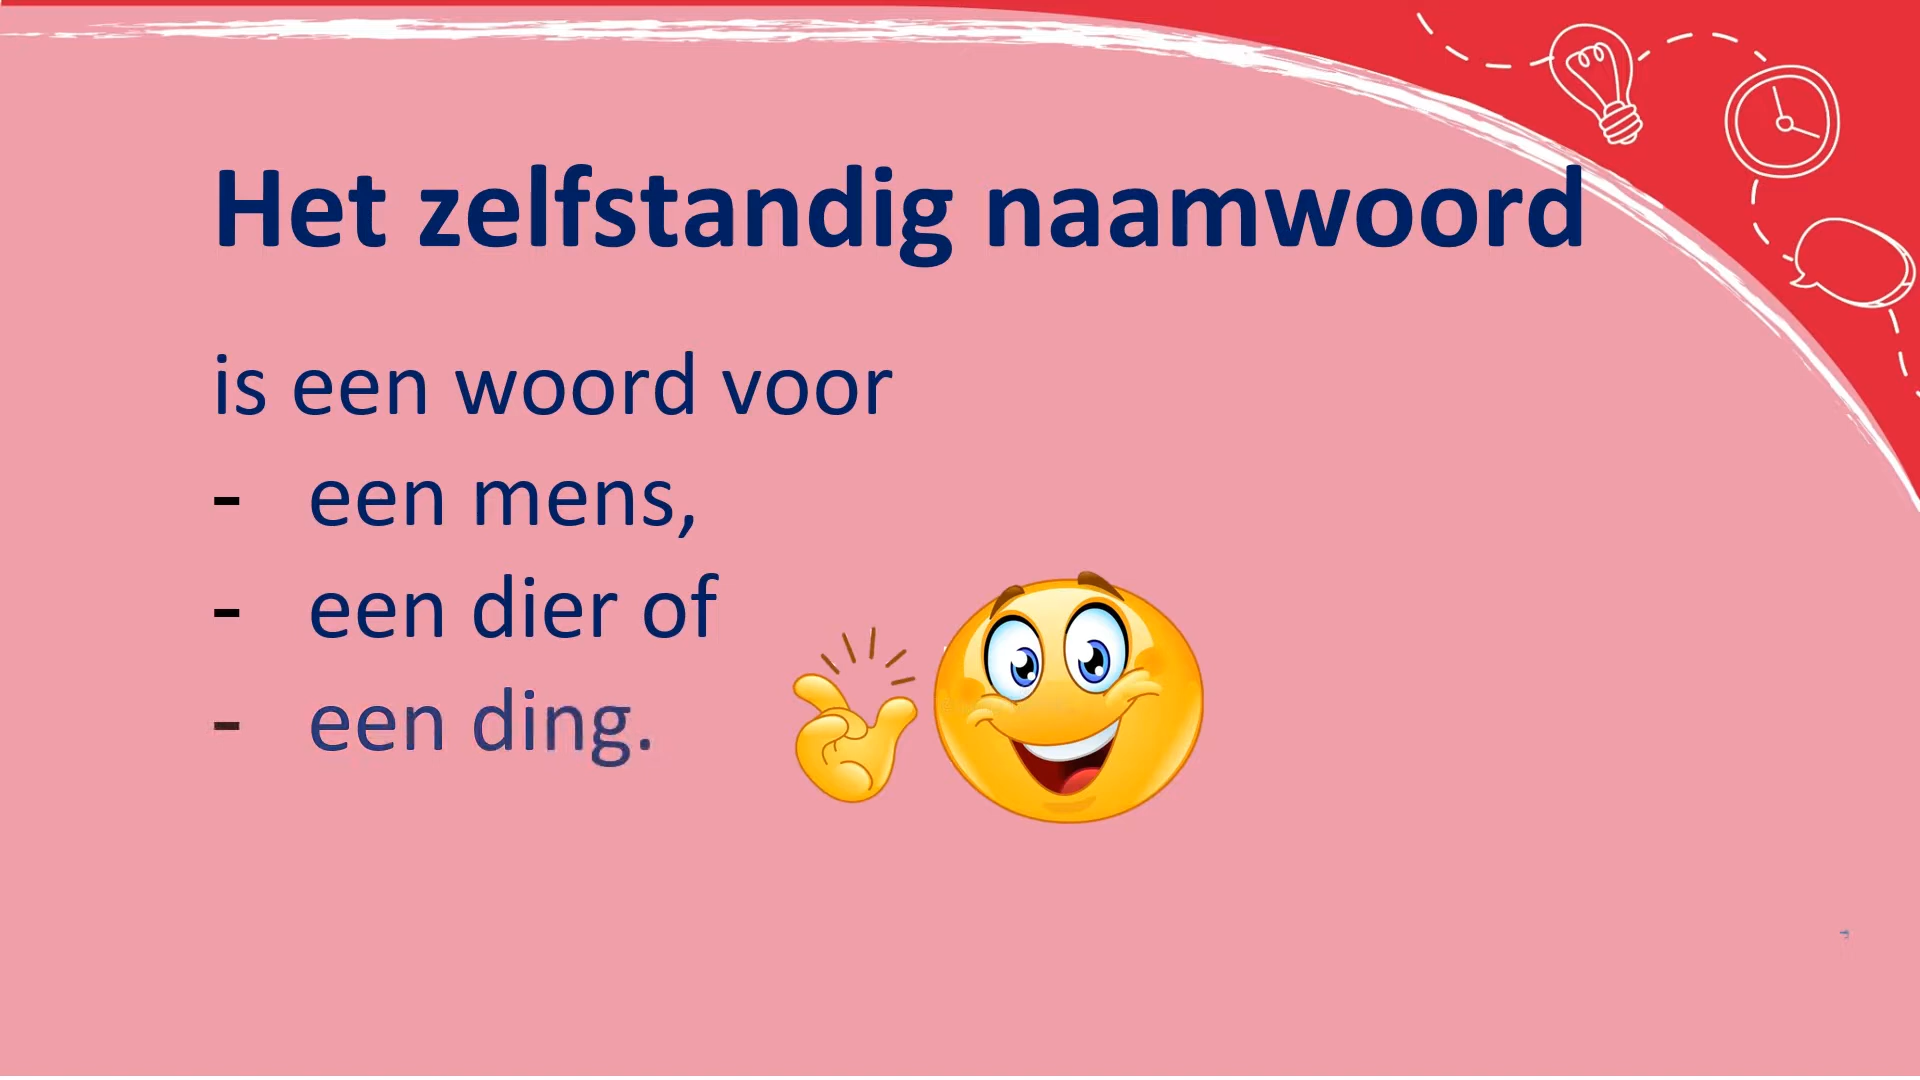 Het zelfstandig naamwoord
is een woord voor
- een mens,
- een dier of
- een ding.